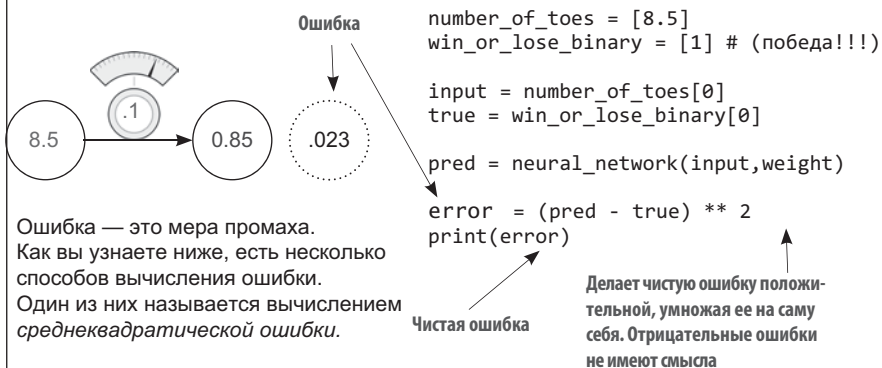 Ошибка
.1
8.5
0.85
.023
Ошибка — это мера промаха.
Как вы узнаете ниже, есть несколько
способов вычисления ошибки.
Один из них называется вычислением
среднеквадратической ошибки.
number_of_toes = [8.5]
win_or_lose_binary = [1] # (победа!!!)
input = number_of_toes[0]
true = win_or_lose_binary[0]
pred = neural_network(input,weight)
error = (pred - true) ** 2
print(error)
Чистая ошибка
Делает чистую ошибку положи-
тельной, умножая ее на саму
себя. Отрицательные ошибки
не имеют смысла